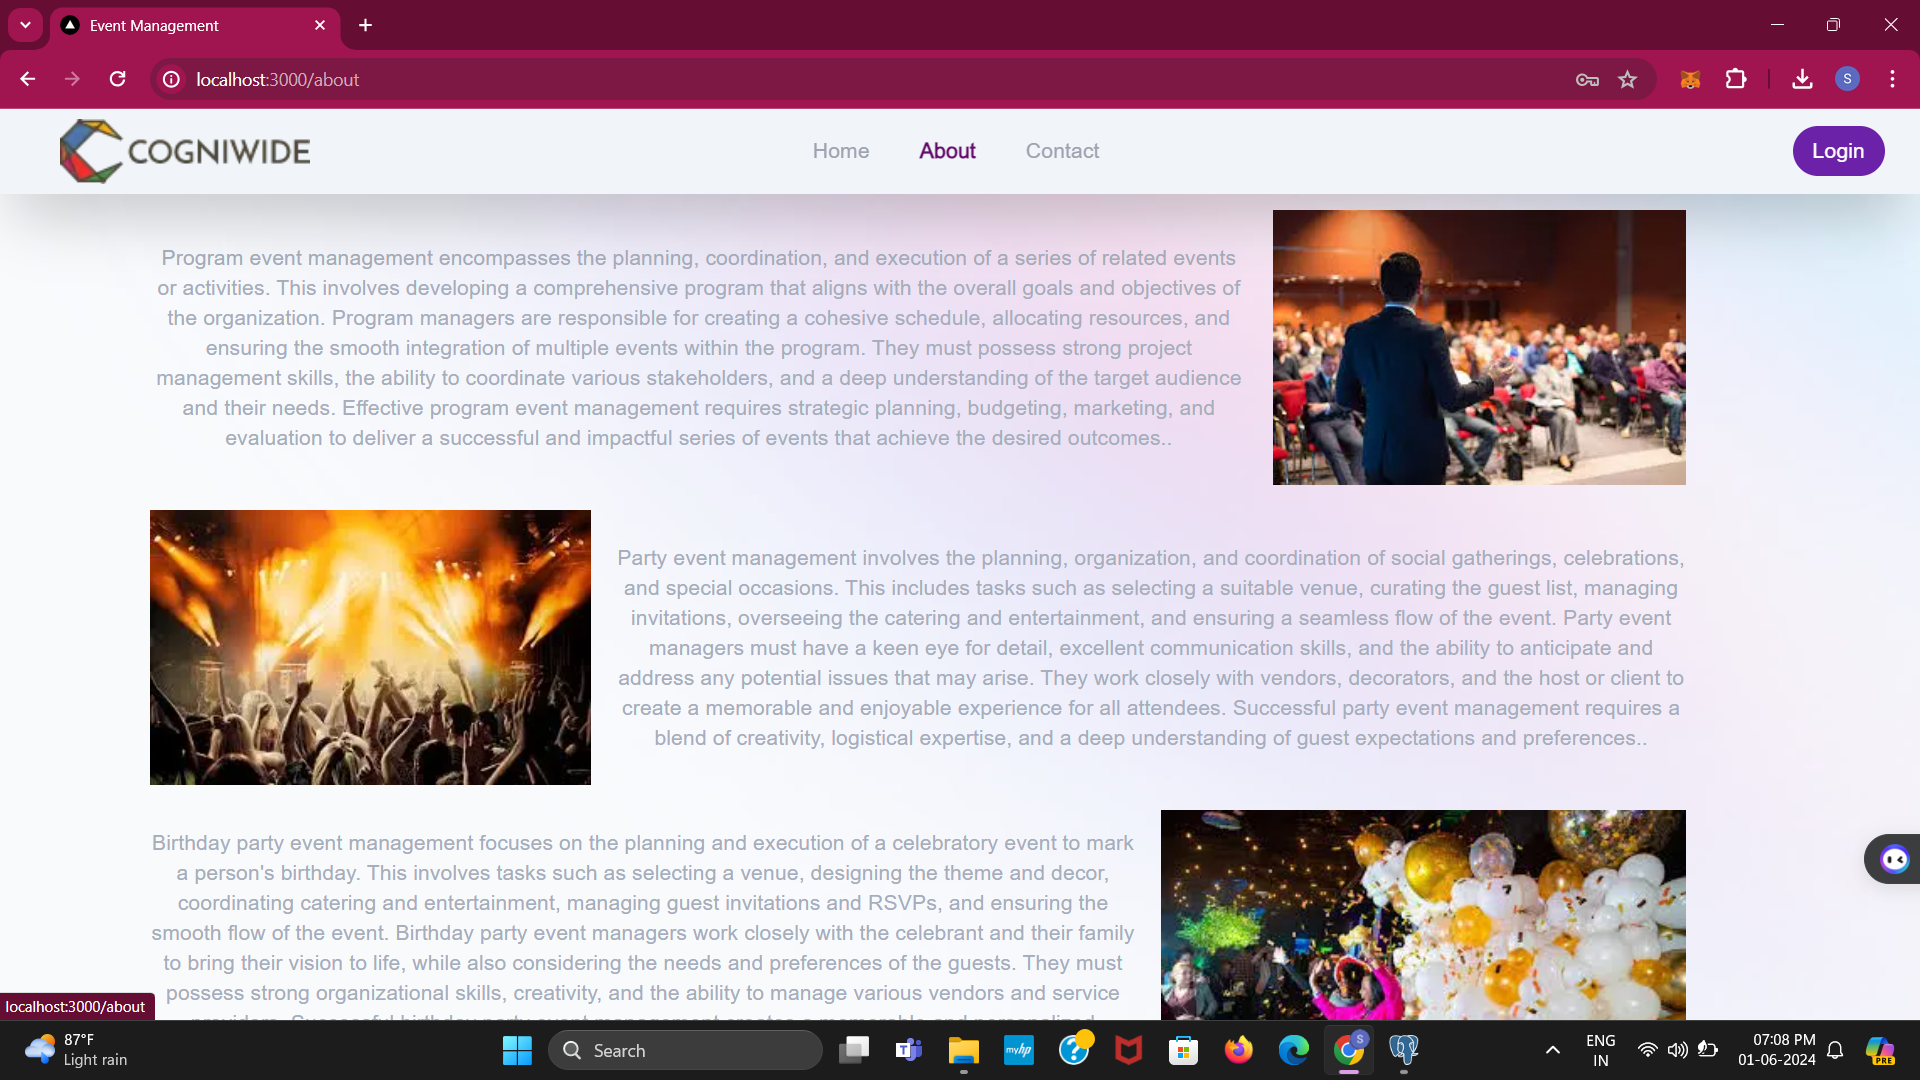 Event Management
localhost:3000/about
COGNIWIDE
Home
About
Contact
Login
Program event management encompasses the planning, coordination, and execution of a series of related events
or activities. This involves developing a comprehensive program that aligns with the overall goals and objectives of
the organization. Program managers are responsible for creating a cohesive schedule, allocating resources, and
ensuring the smooth integration of multiple events within the program. They must possess strong project
management skills, the ability to coordinate various stakeholders, and a deep understanding of the target audience
and their needs. Effective program event management requires strategic planning, budgeting, marketing, and
evaluation to deliver a successful and impactful series of events that achieve the desired outcomes..
Party event management involves the planning, organization, and coordination of social gatherings, celebrations,
and special occasions. This includes tasks such as selecting a suitable venue, curating the guest list, managing
invitations, overseeing the catering and entertainment, and ensuring a seamless flow of the event. Party event
managers must have a keen eye for detail, excellent communication skills, and the ability to anticipate and
address any potential issues that may arise. They work closely with vendors, decorators, and the host or client to
create a memorable and enjoyable experience for all attendees. Successful party event management requires a
blend of creativity, logistical expertise, and a deep understanding of guest expectations and preferences..
Birthday party event management focuses on the planning and execution of a celebratory event to mark
a person's birthday. This involves tasks such as selecting a venue, designing the theme and decor,
coordinating catering and entertainment, managing guest invitations and RSVPs, and ensuring the
smooth flow of the event. Birthday party event managers work closely with the celebrant and their family
to bring their vision to life, while also considering the needs and preferences of the guests. They must
possess strong organizational skills, creativity, and the ability to manage various vendors and service
providers. Successful birthday party event management creates a memorable and personalized
localhost:3000/about
87°F
Light rain
Search
myhp
S
ENG
IN
07:08 PM
01-06-2024
PRE